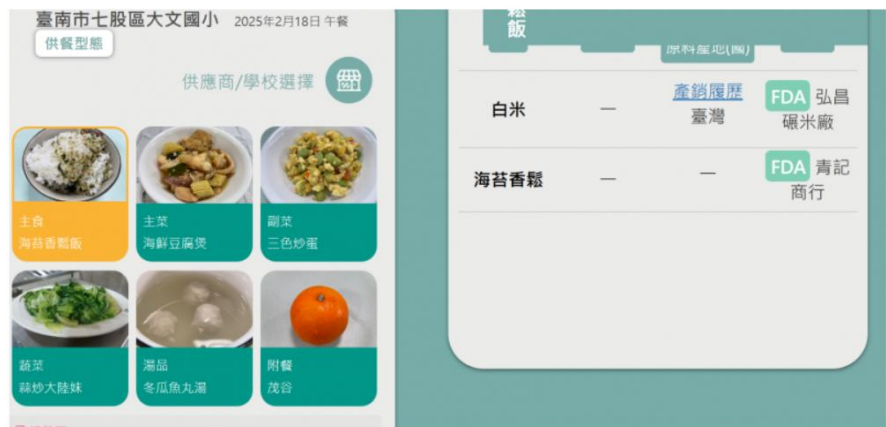 臺南市七股區大文國小 2025年2月18日 午餐
供餐型態
供應商/學校選擇
主食
海苔香鬆飯
主菜
海鮮豆腐煲
副菜
三色炒蛋
蔬菜
蒜炒大陸妹
湯品
冬瓜魚丸湯
附餐
茂谷
鬆飯
原料產地(國)
白米
—
產銷履歷
臺灣
FDA 弘昌
碾米廠
海苔香鬆
—
—
FDA 青記
商行